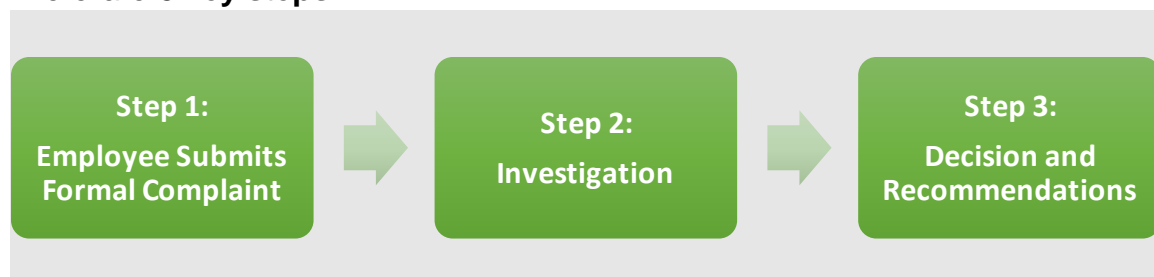 Step 1:
Employee Submits
Formal Complaint
Step 2:
Investigation
Step 3:
Decision and
Recommendations